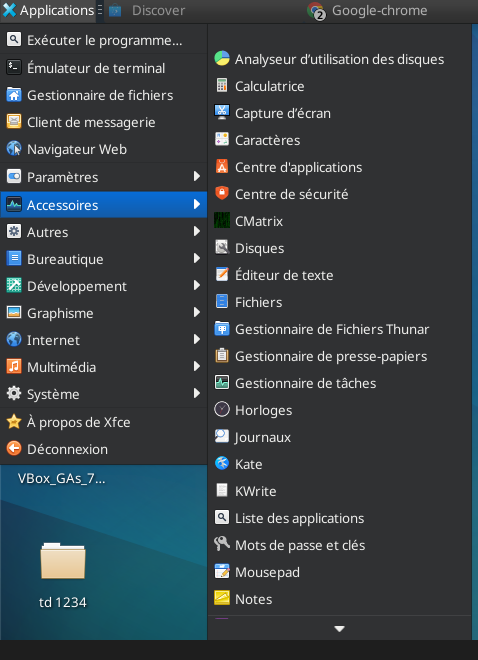 Applications
Discover
2
Google-chrome
Exécuter le programme...
Émulateur de terminal
Gestionnaire de fichiers
Client de messagerie
Navigateur Web
Paramètres
Accessoires
Autres
Bureautique
Développement
Graphisme
Internet
Multimédia
Système
À propos de Xfce
Déconnexion
VBox_GAs_7...
td 1234
Analyseur d’utilisation des disques
Calculatrice
Capture d’écran
Caractères
Centre d'applications
Centre de sécurité
CMatrix
Disques
Éditeur de texte
Fichiers
Gestionnaire de Fichiers Thunar
Gestionnaire de presse-papiers
Gestionnaire de tâches
Horloges
Journaux
Kate
KWrite
Liste des applications
Mots de passe et clés
Mousepad
Notes